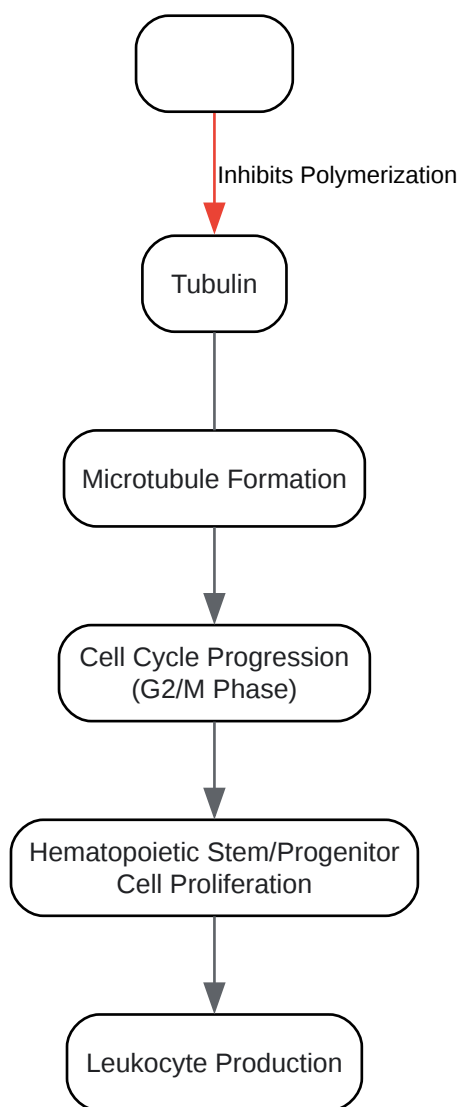 Inhibits Polymerization
Tubulin
Microtubule Formation
Cell Cycle Progression
(G2/M Phase)
Hematopoietic Stem/Progenitor
Cell Proliferation
Leukocyte Production